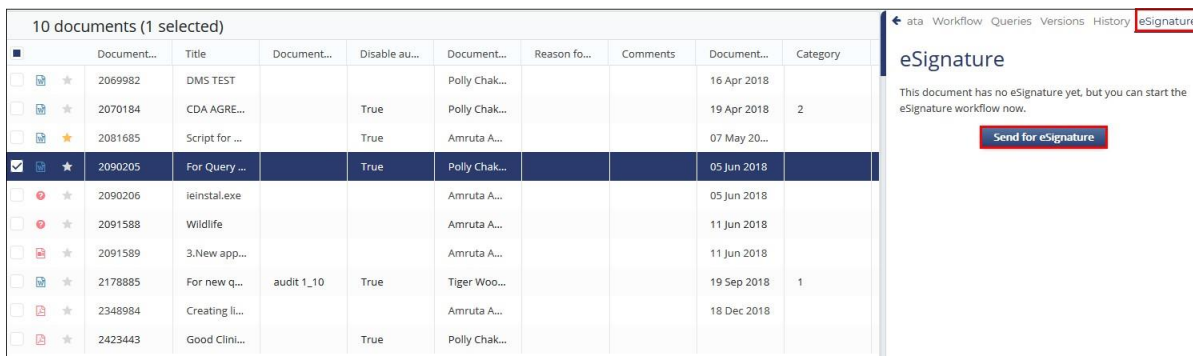 10 documents (1 selected)
Document... Title Document... Disable au... Document... Reason fo... Comments Document... Category
2069982 DMS TEST Polly Chak... 16 Apr 2018
2070184 CDA AGRE... True Polly Chak... 19 Apr 2018 2
2081685 Script for ... True Amruta A... 07 May 20...
2090205 For Query ... True Polly Chak... 05 Jun 2018
2090206 ieinstal.exe Amruta A... 05 Jun 2018
2091588 Wildlife Amruta A... 11 Jun 2018
2091589 3.New app... Amruta A... 11 Jun 2018
2178885 For new q... audit 1_10 True Tiger Woo... 19 Sep 2018 1
2348984 Creating li... Amruta A... 18 Dec 2018
2423443 Good Clini... True Polly Chak...
ata Workflow Queries Versions History eSignature
eSignature
This document has no eSignature yet, but you can start the
eSignature workflow now.
Send for eSignature